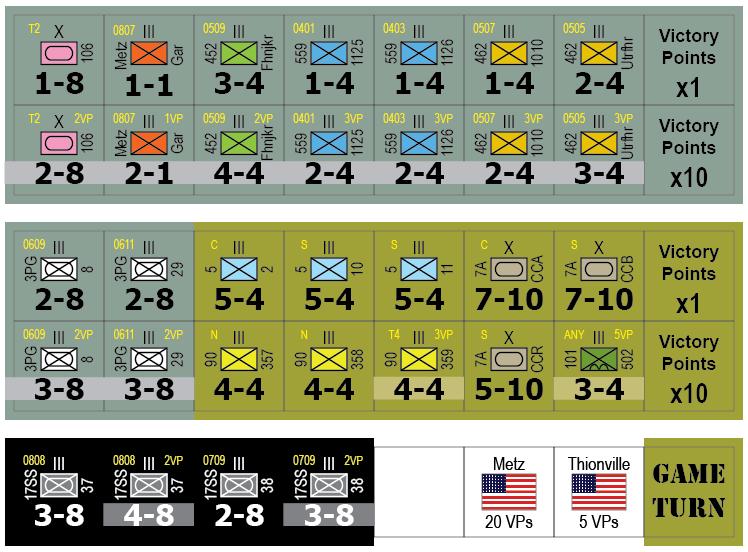 T2 X 106 1-8
0807 III Metz Gar 1-1
0509 III 452 Fhnjkr 3-4
0401 III 559 1125 1-4
0403 III 559 1126 1-4
0507 III 462 1010 1-4
0505 III 462 Utrfhr 2-4
Victory Points x1
T2 X 2VP 106 2-8
0807 III 1VP Metz Gar 2-1
0509 III 2VP 452 Fhnjkr 4-4
0401 III 3VP 559 1125 2-4
0403 III 3VP 559 1126 2-4
0507 III 3VP 462 1010 2-4
0505 III 3VP 462 Utrfhr 3-4
Victory Points x10
0609 III 3PG 8 2-8
0611 III 3PG 29 2-8
C III 5 2 5-4
S III 5 10 5-4
S III 5 11 5-4
C X 7A CCA 7-10
S X 7A CCB 7-10
Victory Points x1
0609 III 2VP 3PG 8 3-8
0611 III 2VP 3PG 29 3-8
N III 90 357 4-4
N III 90 358 4-4
T4 III 3VP 90 359 4-4
S X 7A CCR 5-10
ANY III 5VP 101 502 3-4
Victory Points x10
0808 III 17SS 37 3-8
0808 III 2VP 17SS 37 4-8
0709 III 17SS 38 2-8
0709 III 2VP 17SS 38 3-8
Metz 20 VPs
Thionville 5 VPs
GAME TURN